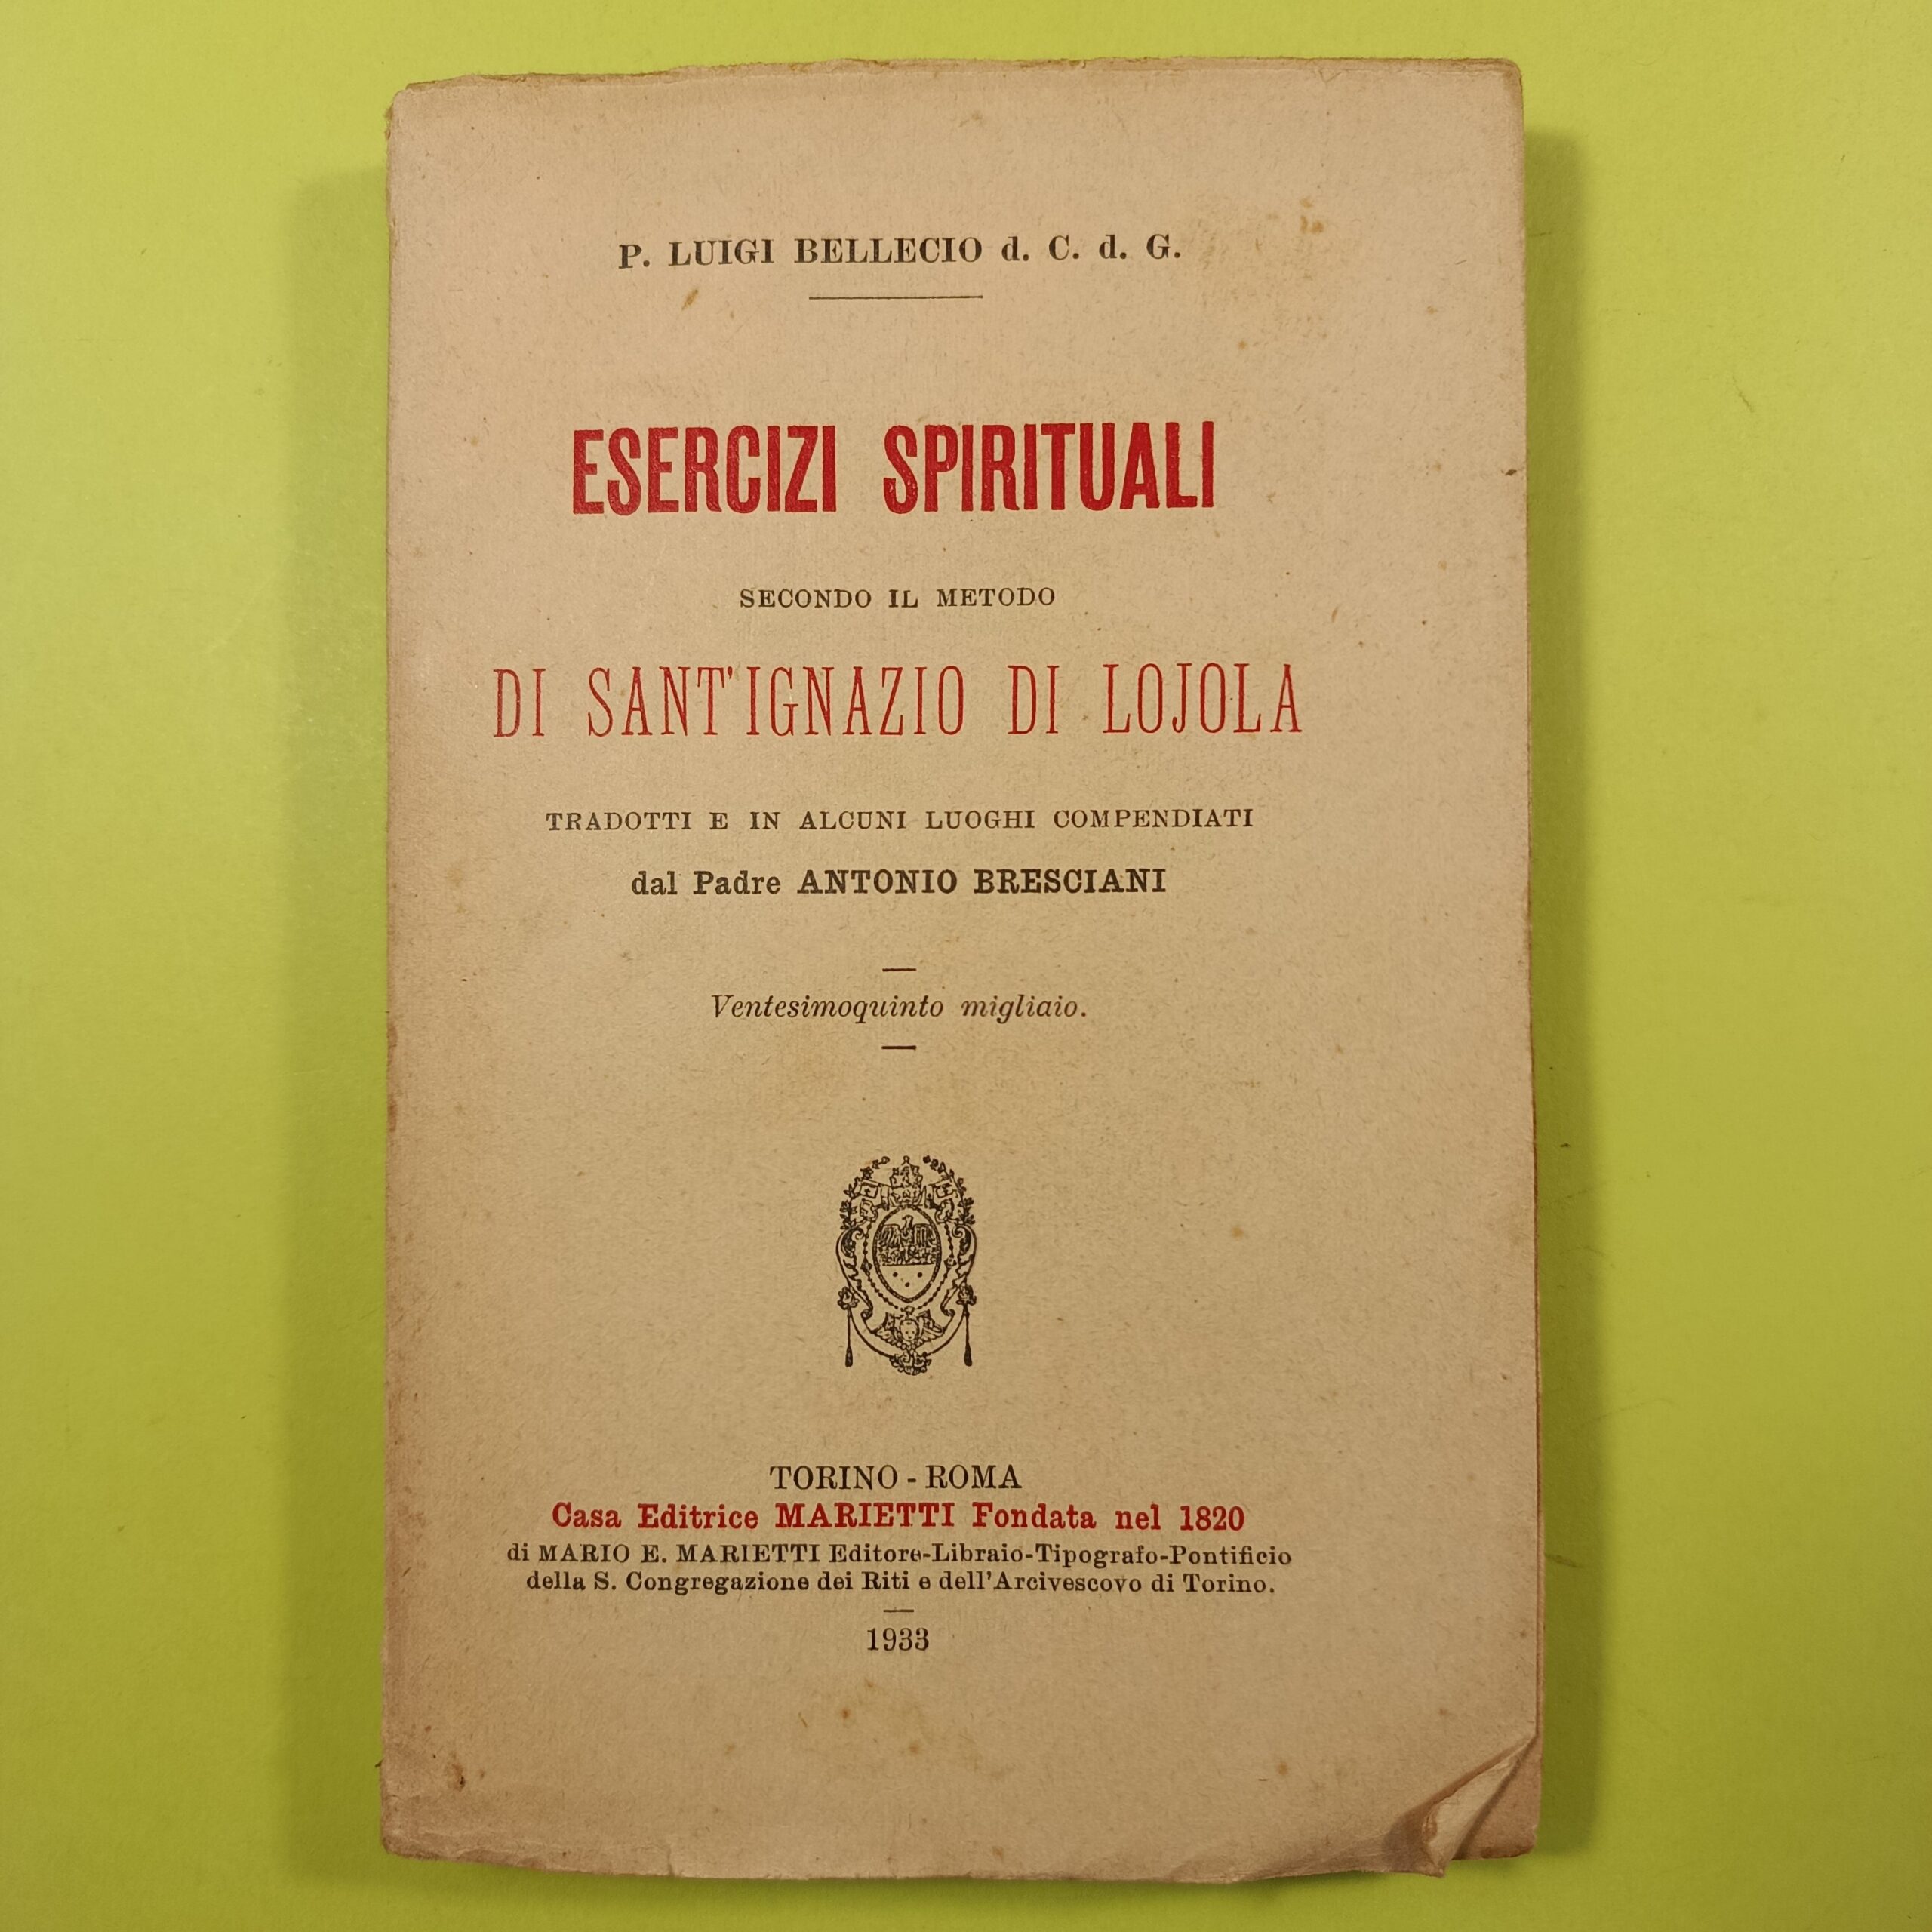 P. LUIGI BELLECIO d. C. d. G.
ESERCIZI SPIRITUALI
SECONDO IL METODO
DI SANT'IGNAZIO DI LOJOLA
TRADOTTI E IN ALCUNI LUOGHI COMPENDIATI
dal Padre ANTONIO BRESCIANI
Ventesimoquinto migliaio.
TORINO - ROMA
Casa Editrice MARIETTI Fondata nel 1820
di MARIO E. MARIETTI Editore-Libraio-Tipografo-Pontificio
della S. Congregazione dei Riti e dell'Arcivescovo di Torino.
1933